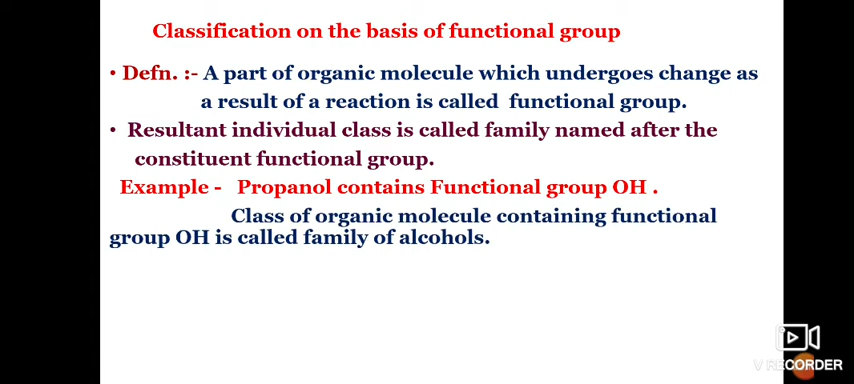 Classification on the basis of functional group
• Defn. :- A part of organic molecule which undergoes change as
a result of a reaction is called functional group.
• Resultant individual class is called family named after the
constituent functional group.
Example - Propanol contains Functional group OH .
Class of organic molecule containing functional
group OH is called family of alcohols.
V RECORDER